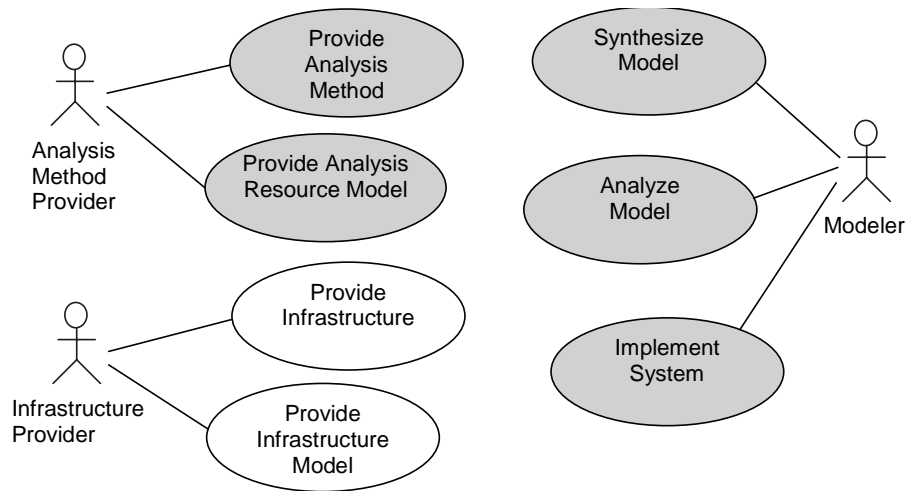 Provide
Analysis
Method
Analysis
Method
Provider
Provide Analysis
Resource Model
Provide
Infrastructure
Infrastructure
Provider
Provide
Infrastructure
Model
Synthesize
Model
Analyze
Model
Modeler
Implement
System